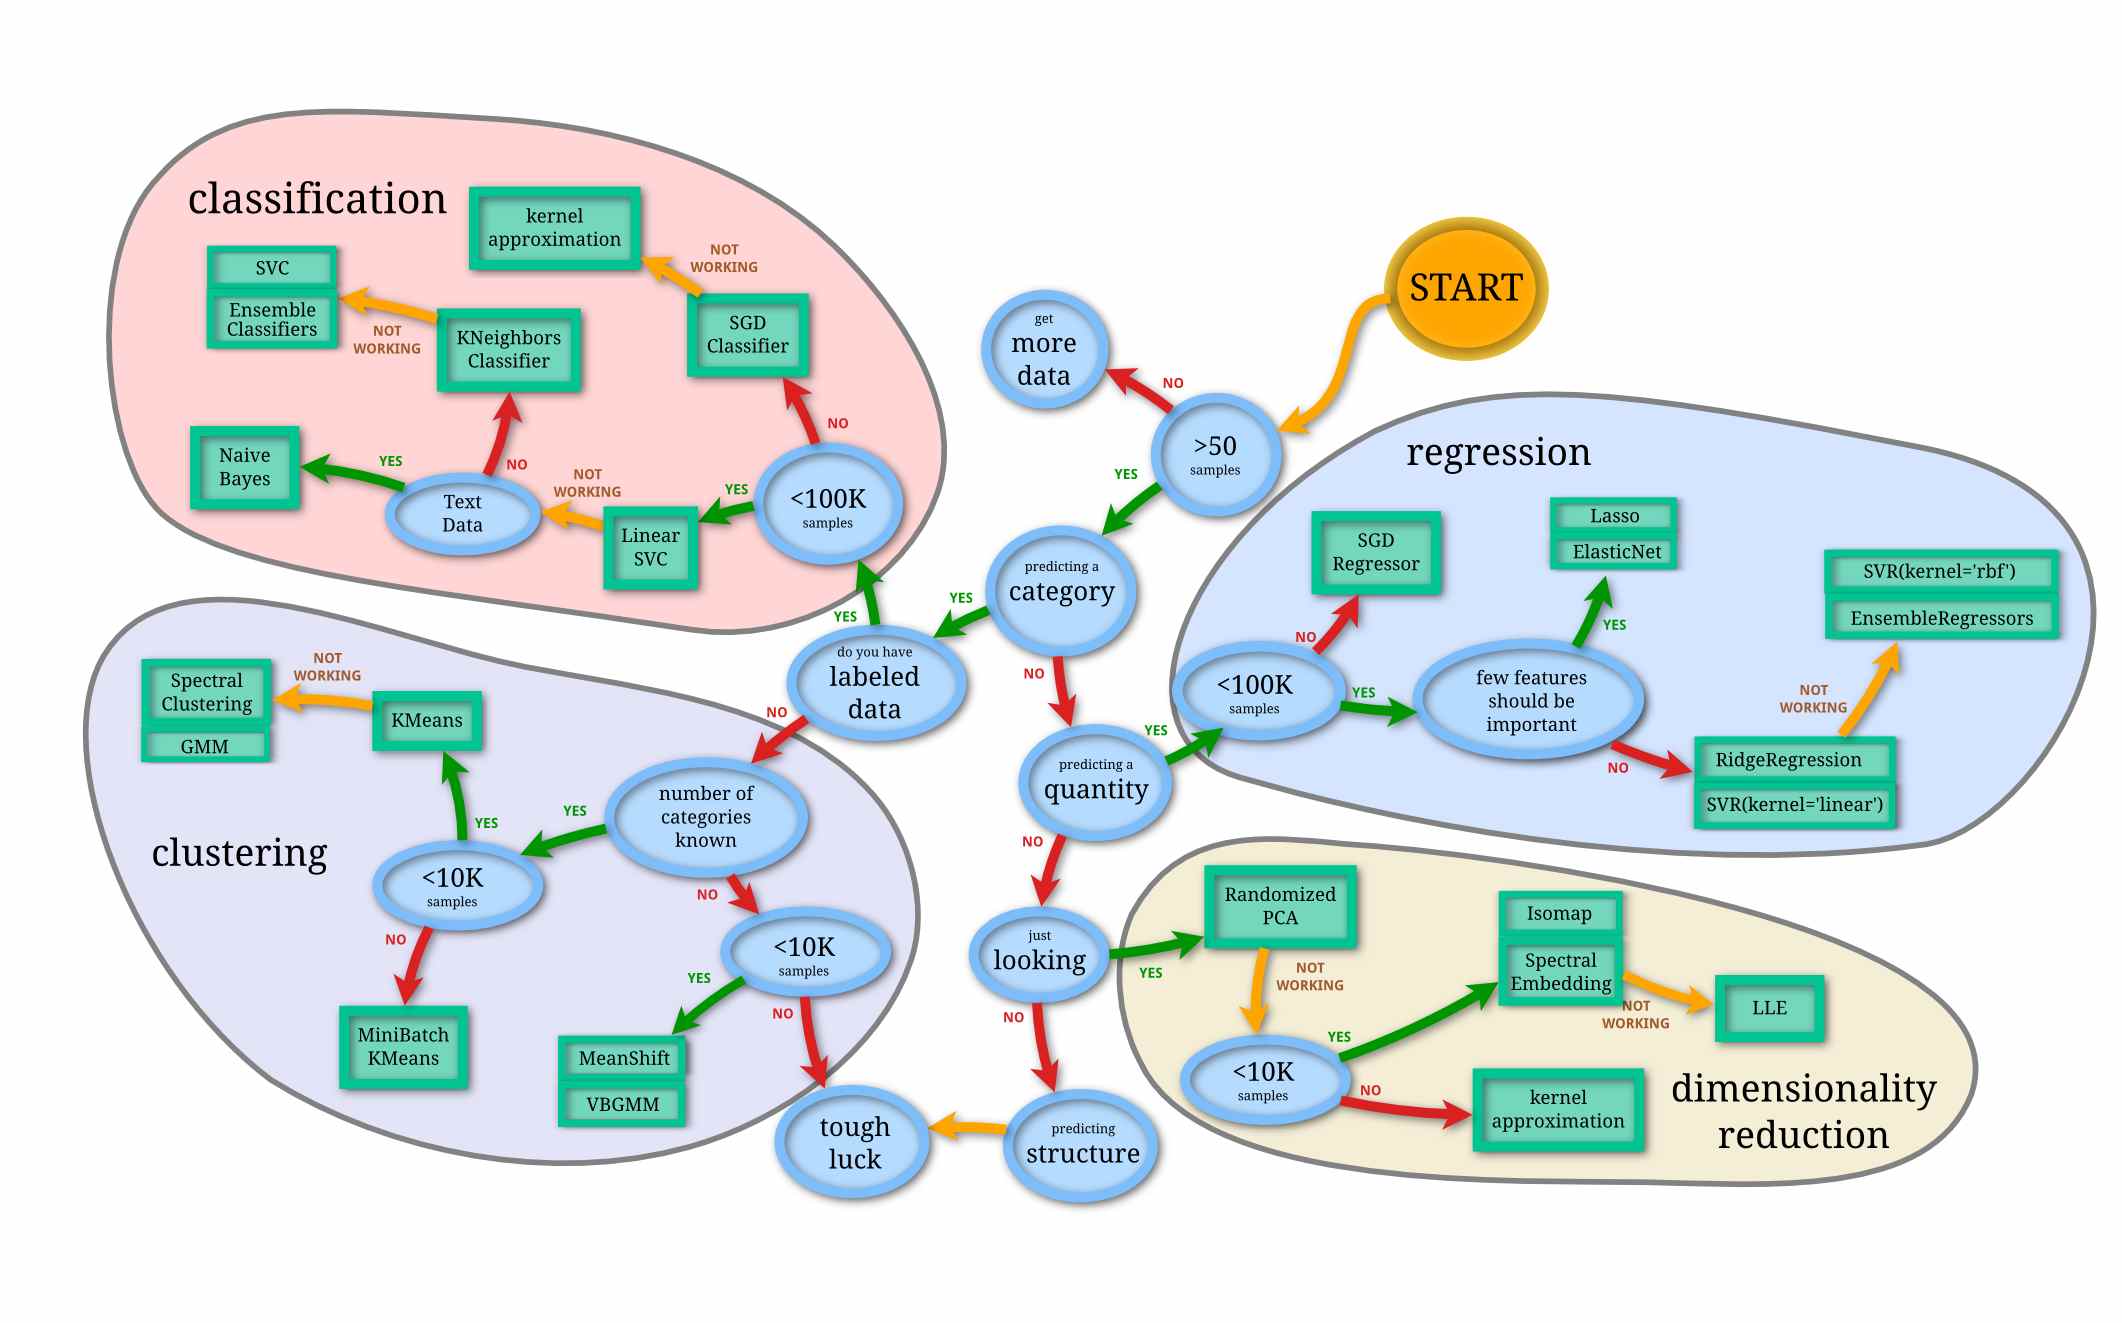 classification
kernel
approximation
NOT
WORKING
SVC
Ensemble
Classifiers
NOT
WORKING
KNeighbors
Classifier
SGD
Classifier
NO
Naive
Bayes
YES
NO
Text
Data
NOT
WORKING
Linear
SVC
YES
<100K
samples
START
get
more
data
NO
>50
samples
YES
predicting a
category
YES
NO
do you have
labeled
data
YES
NO
predicting a
quantity
YES
NO
just
looking
YES
NO
predicting
structure
tough
luck
regression
SGD
Regressor
NO
<100K
samples
YES
Lasso
ElasticNet
YES
few features
should be
important
NO
SVR(kernel='rbf')
EnsembleRegressors
NOT
WORKING
RidgeRegression
SVR(kernel='linear')
clustering
Spectral
Clustering
GMM
NOT
WORKING
KMeans
YES
<10K
samples
NO
MiniBatch
KMeans
YES
number of
categories
known
NO
<10K
samples
YES
NO
MeanShift
VBGMM
dimensionality
reduction
Randomized
PCA
NOT
WORKING
<10K
samples
YES
NO
Isomap
Spectral
Embedding
NOT
WORKING
LLE
kernel
approximation